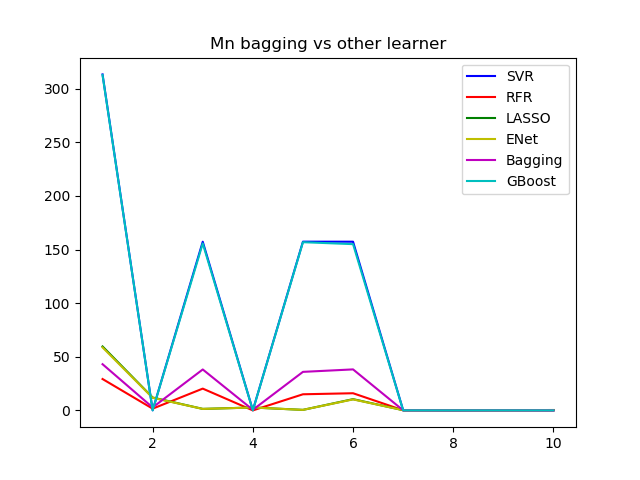 Mn bagging vs other learner
SVR
RFR
LASSO
ENet
Bagging
GBoost
300
250
200
150
100
50
0
2 4 6 8 10